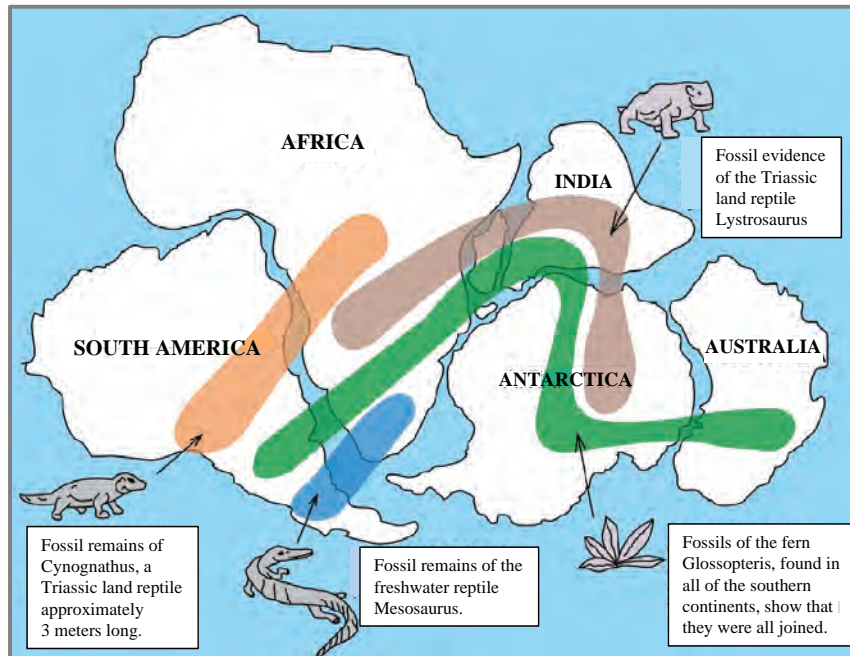 AFRICA
INDIA
Fossil evidence
of the Triassic
land reptile
Lystrosaurus
SOUTH AMERICA
ANTARCTICA
AUSTRALIA
Fossil remains of
Cynognathus, a
Triassic land reptile
approximately
3 meters long.
Fossil remains of the
freshwater reptile
Mesosaurus.
Fossils of the fern
Glossopteris, found in
all of the southern
continents, show that
they were all joined.